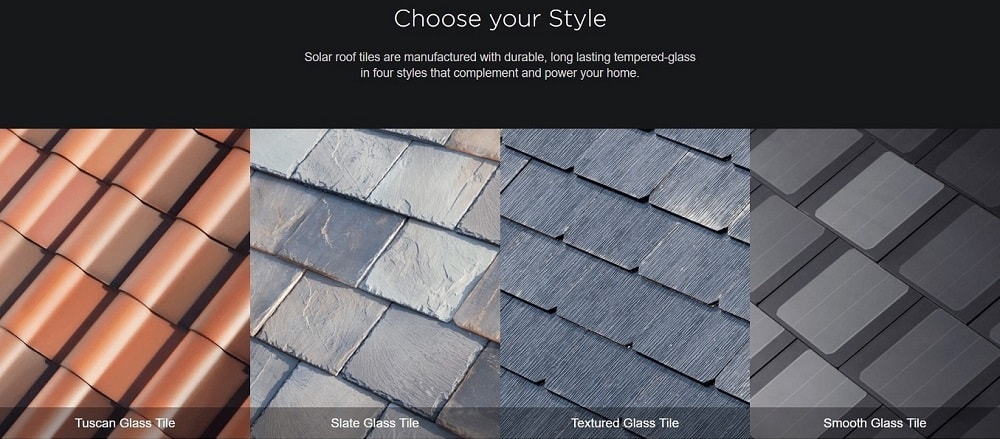 Choose your Style
Solar roof tiles are manufactured with durable, long lasting tempered-glass
in four styles that complement and power your home.
Tuscan Glass Tile
Slate Glass Tile
Textured Glass Tile
Smooth Glass Tile